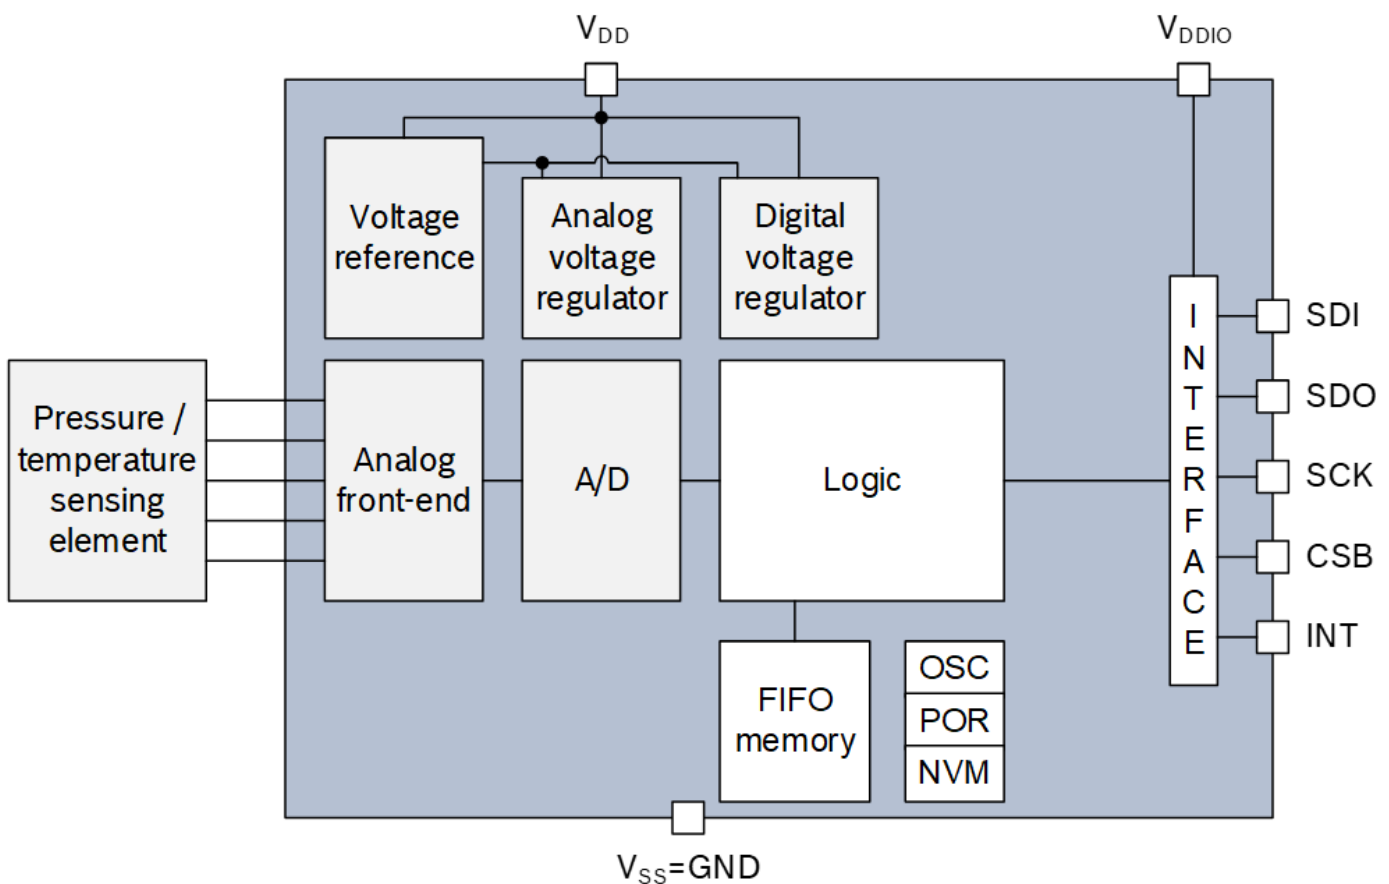 VDD
VDDIO
Voltage
reference
Analog
voltage
regulator
Digital
voltage
regulator
Pressure /
temperature
sensing
element
Analog
front-end
A/D
Logic
INTERFACE
SDI
SDO
SCK
CSB
INT
FIFO
memory
OSC
POR
NVM
VSS=GND